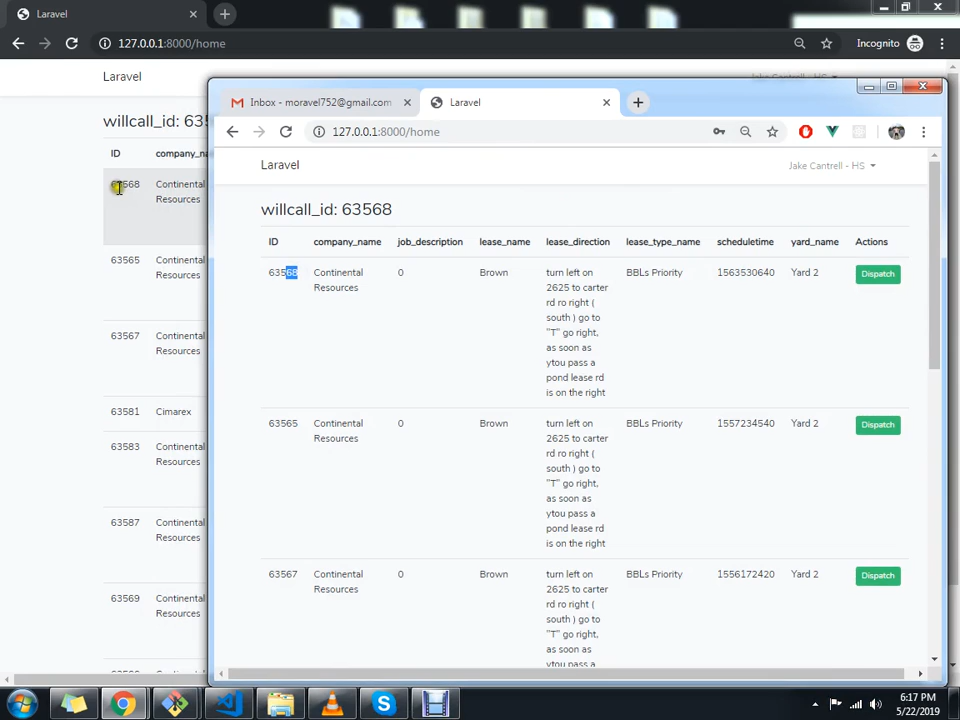 Laravel
127.0.0.1:8000/home
Incognito
Laravel
willcall_id: 635
ID company_na
63568 Continental
Resources
63565 Continental
Resources
63567 Continental
Resources
63581 Cimarex
63583 Continental
Resources
63587 Continental
Resources
63569 Continental
Resources
Inbox - moravel752@gmail.com
Laravel
127.0.0.1:8000/home
Laravel
Jake Cantrell - HS
willcall_id: 63568
ID company_name job_description lease_name lease_direction lease_type_name scheduletime yard_name Actions
63568 Continental 0 Brown turn left on BBLs Priority 1563530640 Yard 2 Dispatch
Resources 2625 to carter
rd ro right (
south ) go to
"T" go right,
as soon as
ytou pass a
pond lease rd
is on the right
63565 Continental 0 Brown turn left on BBLs Priority 1557234540 Yard 2 Dispatch
Resources 2625 to carter
rd ro right (
south ) go to
"T" go right,
as soon as
ytou pass a
pond lease rd
is on the right
63567 Continental 0 Brown turn left on BBLs Priority 1556172420 Yard 2 Dispatch
Resources 2625 to carter
rd ro right (
south ) go to
"T" go right,
as soon as
ytou pass a
6:17 PM
5/22/2019